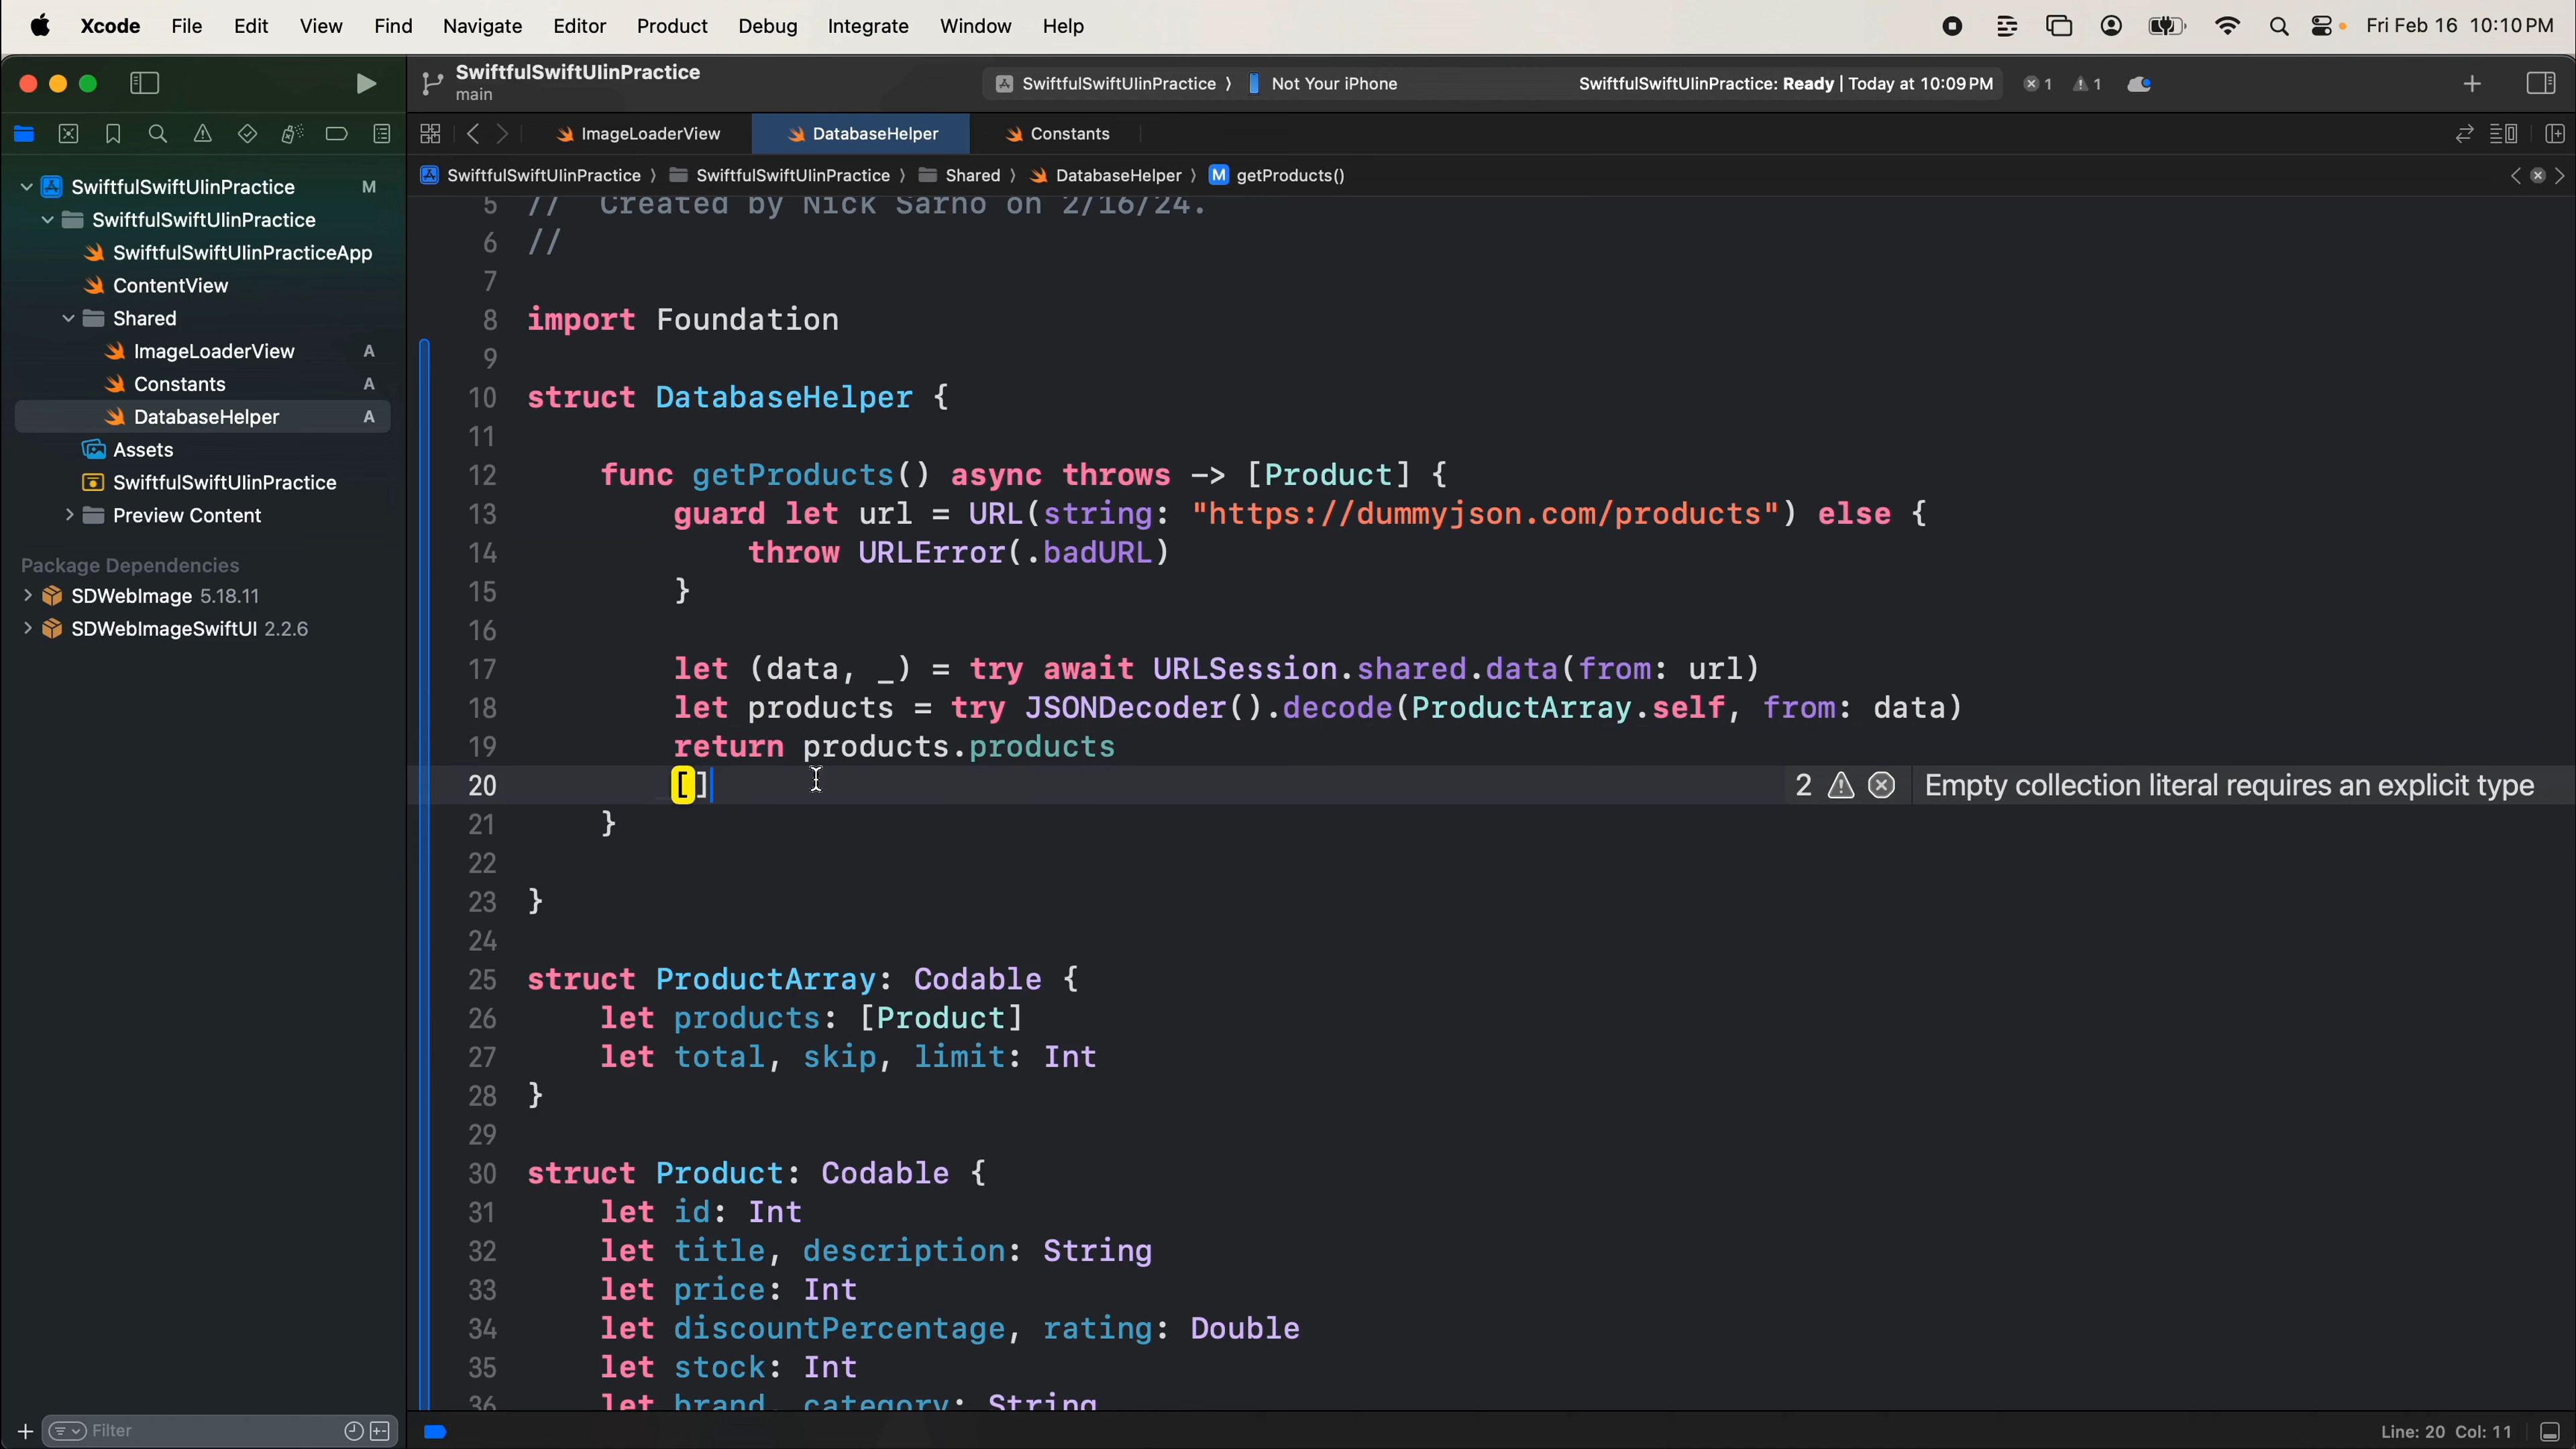 Xcode File Edit View Find Navigate Editor Product Debug Integrate Window Help Fri Feb 16 10:10 PM
SwiftfulSwiftUIinPractice
main
SwiftfulSwiftUIinPractice 〉 Not Your iPhone
SwiftfulSwiftUIinPractice: Ready | Today at 10:09 PM 1 1
ImageLoaderView DatabaseHelper Constants
SwiftfulSwiftUIinPractice 〉 SwiftfulSwiftUIinPractice 〉 Shared 〉 DatabaseHelper 〉 M getProducts()
SwiftfulSwiftUIinPractice M
SwiftfulSwiftUIinPractice
SwiftfulSwiftUIinPracticeApp
ContentView
Shared
ImageLoaderView A
Constants A
DatabaseHelper A
Assets
SwiftfulSwiftUIinPractice
Preview Content
Package Dependencies
SDWebImage 5.18.11
SDWebImageSwiftUI 2.2.6
Filter
5 // Created by Nick Sarno on 2/16/24.
6 //
7
8 import Foundation
9
10 struct DatabaseHelper {
11
12 func getProducts() async throws -> [Product] {
13 guard let url = URL(string: "https://dummyjson.com/products") else {
14 throw URLError(.badURL)
15 }
16
17 let (data, _) = try await URLSession.shared.data(from: url)
18 let products = try JSONDecoder().decode(ProductArray.self, from: data)
19 return products.products
20 [] 2 Empty collection literal requires an explicit type
21 }
22
23 }
24
25 struct ProductArray: Codable {
26 let products: [Product]
27 let total, skip, limit: Int
28 }
29
30 struct Product: Codable {
31 let id: Int
32 let title, description: String
33 let price: Int
34 let discountPercentage, rating: Double
35 let stock: Int
36 let brand, category: String
Line: 20 Col: 11